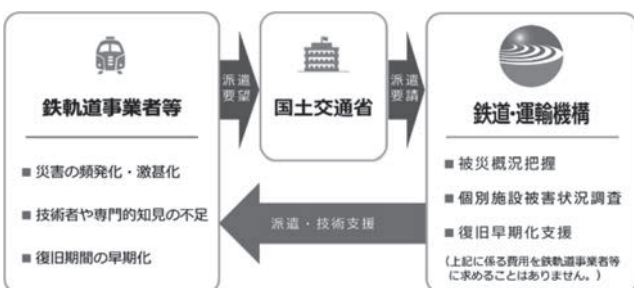 鉄軌道事業者等
■ 災害の頻発化・激甚化
■ 技術者や専門的知見の不足
■ 復旧期間の早期化
派遣
要望
国土交通省
派遣
要請
鉄道・運輸機構
■ 被災概況把握
■ 個別施設被害状況調査
■ 復旧早期化支援
(上記に係る費用を鉄軌道事業者等
に求めることはありません。)
派遣・技術支援